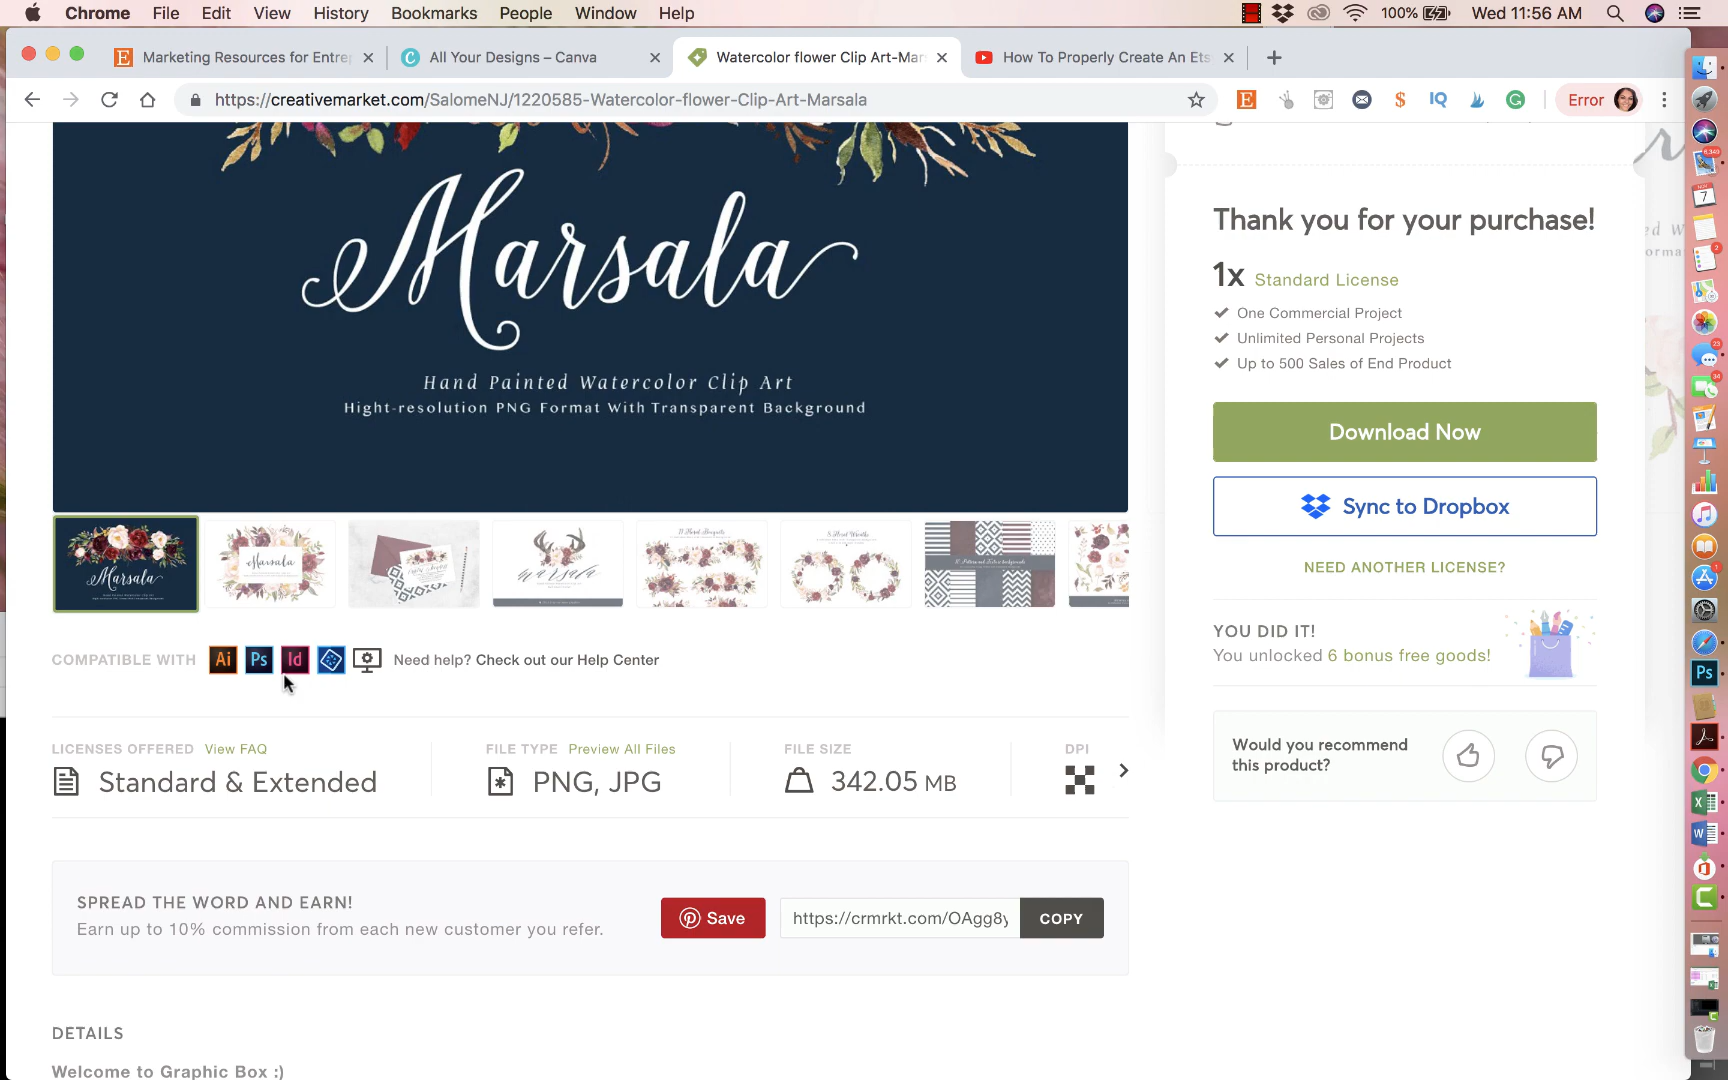 Chrome File Edit View History Bookmarks People Window Help
100% Wed 11:56 AM
Marketing Resources for Entre
All Your Designs – Canva
Watercolor flower Clip Art-Mar
How To Properly Create An Ets
https://creativemarket.com/SalomeNJ/1220585-Watercolor-flower-Clip-Art-Marsala
Error
Marsala
Hand Painted Watercolor Clip Art
Hight-resolution PNG Format With Transparent Background
Thank you for your purchase!
1x Standard License
One Commercial Project
Unlimited Personal Projects
Up to 500 Sales of End Product
Download Now
Sync to Dropbox
NEED ANOTHER LICENSE?
YOU DID IT!
You unlocked 6 bonus free goods!
Would you recommend
this product?
COMPATIBLE WITH Ai Ps Id Need help? Check out our Help Center
LICENSES OFFERED View FAQ
Standard & Extended
FILE TYPE Preview All Files
PNG, JPG
FILE SIZE
342.05 MB
DPI
SPREAD THE WORD AND EARN!
Earn up to 10% commission from each new customer you refer.
Save
https://crmrkt.com/OAgg8y
COPY
DETAILS
Welcome to Graphic Box :)